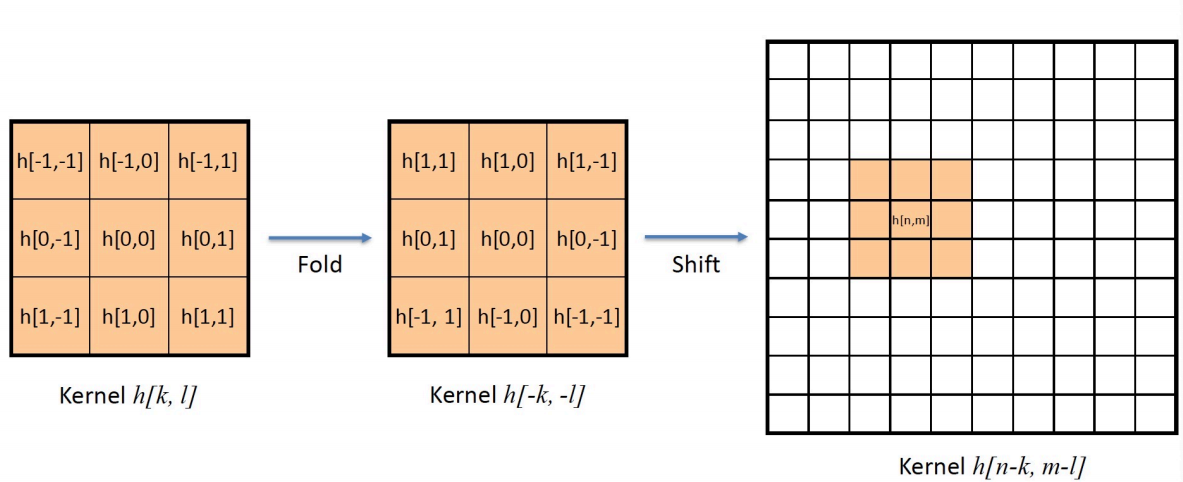 h[-1,-1] h[-1,0] h[-1,1]
h[0,-1] h[0,0] h[0,1]
h[1,-1] h[1,0] h[1,1]
Kernel h[k, l]
Fold
h[1,1] h[1,0] h[1,-1]
h[0,1] h[0,0] h[0,-1]
h[-1, 1] h[-1,0] h[-1,-1]
Kernel h[-k, -l]
Shift
h[n,m]
Kernel h[n-k, m-l]